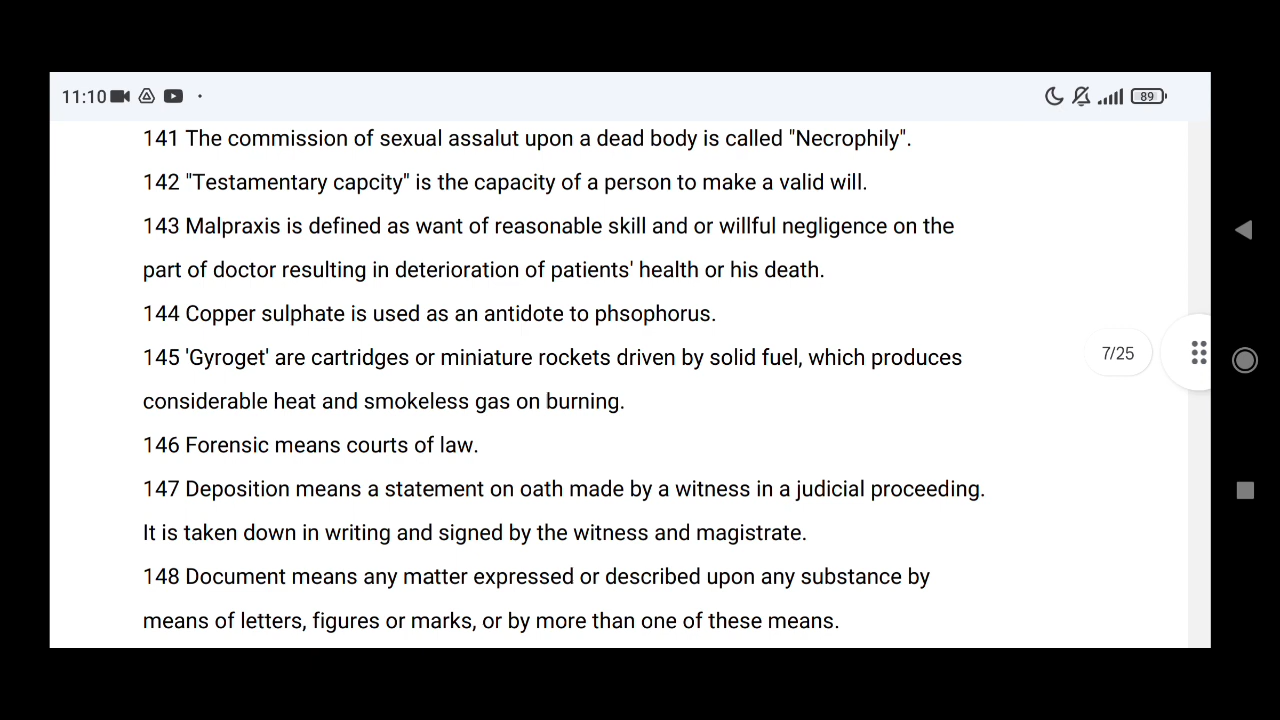 11:10
89
141 The commission of sexual assalut upon a dead body is called "Necrophily".
142 "Testamentary capcity" is the capacity of a person to make a valid will.
143 Malpraxis is defined as want of reasonable skill and or willful negligence on the
part of doctor resulting in deterioration of patients' health or his death.
144 Copper sulphate is used as an antidote to phsophorus.
145 'Gyroget' are cartridges or miniature rockets driven by solid fuel, which produces
considerable heat and smokeless gas on burning.
7/25
146 Forensic means courts of law.
147 Deposition means a statement on oath made by a witness in a judicial proceeding.
It is taken down in writing and signed by the witness and magistrate.
148 Document means any matter expressed or described upon any substance by
means of letters, figures or marks, or by more than one of these means.